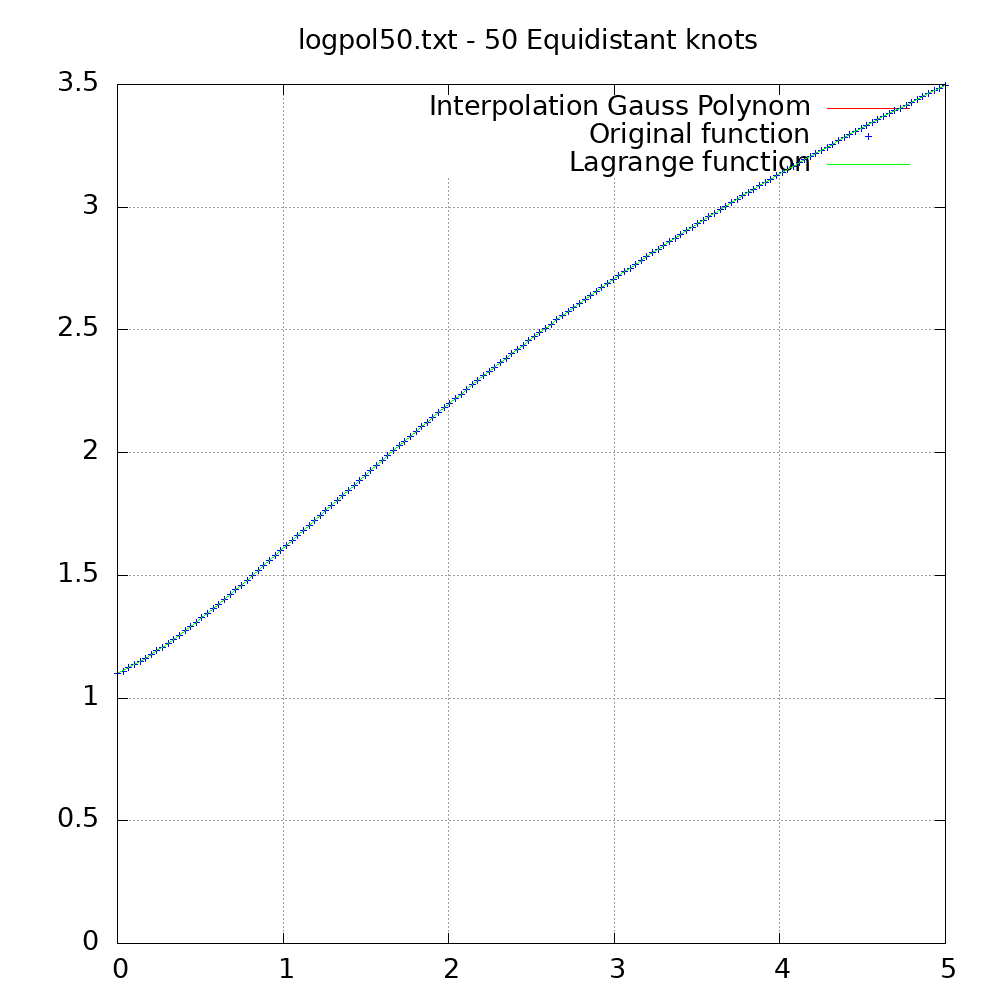 logpol50.txt - 50 Equidistant knots
3.5
Interpolation Gauss Polynom
Original function
Lagrange function
3
2.5
2
1.5
1
0.5
0
0 1 2 3 4 5